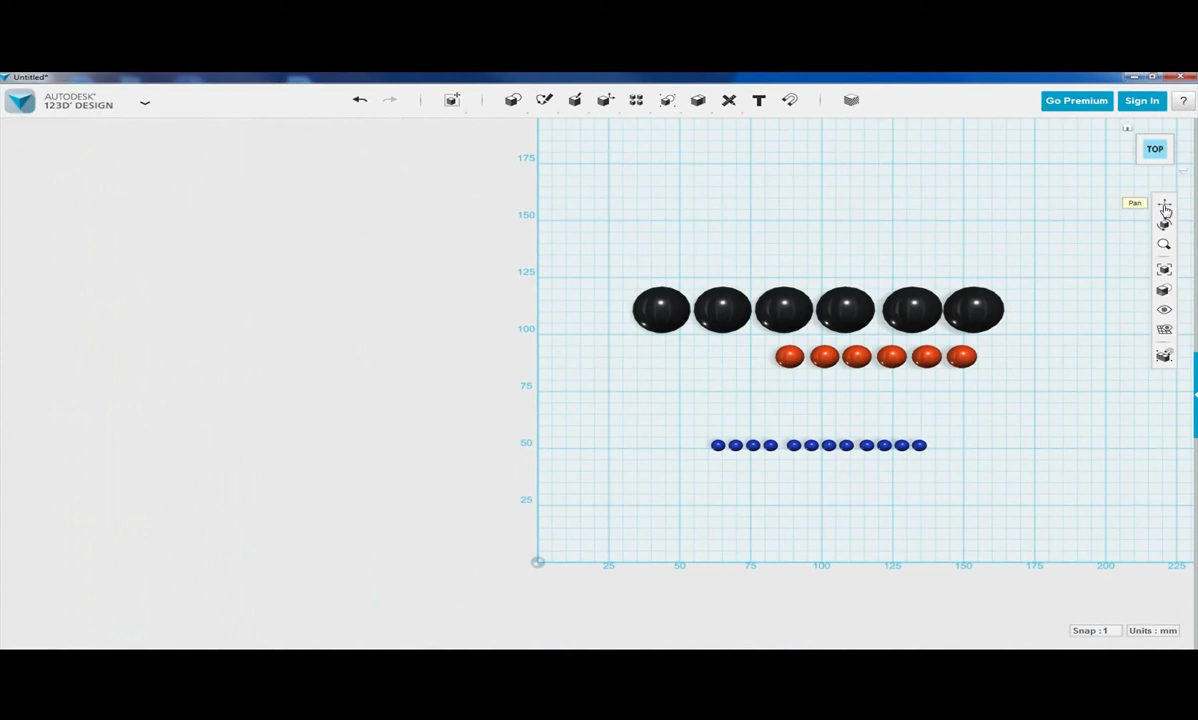 Untitled*
AUTODESK®
123D® DESIGN
Go Premium
Sign In
?
TOP
Pan
175
150
125
100
75
50
25
25 50 75 100 125 150 175 200 225
Snap : 1 Units : mm